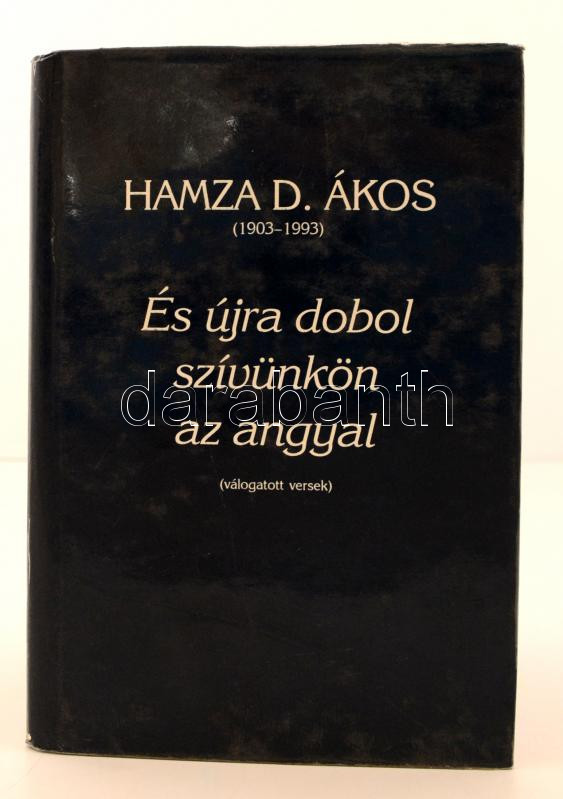 HAMZA D. ÁKOS
(1903–1993)
És újra dobol
szívünkön
darabanth
az angyal
(válogatott versek)